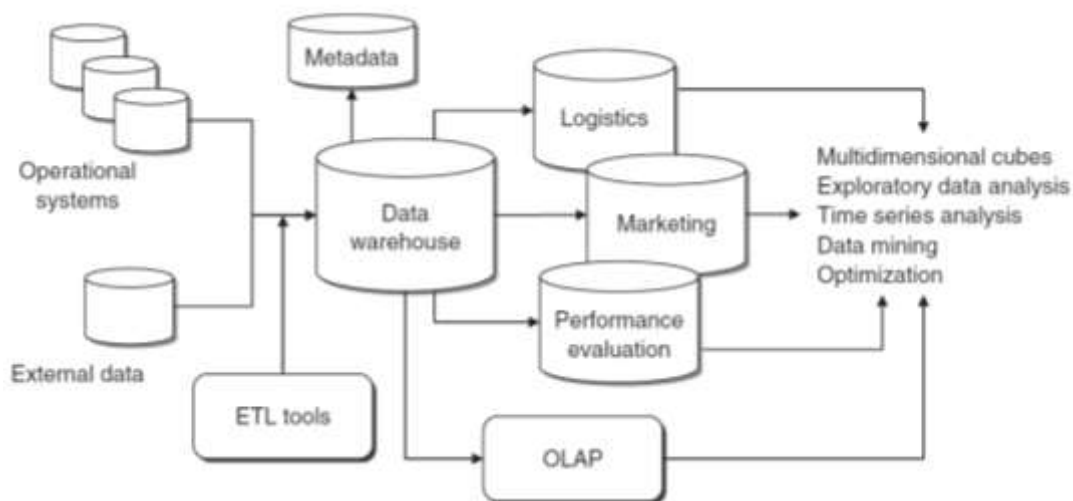 Metadata
Operational
systems
External data
ETL tools
Data
warehouse
Logistics
Marketing
Performance
evaluation
OLAP
Multidimensional cubes
Exploratory data analysis
Time series analysis
Data mining
Optimization